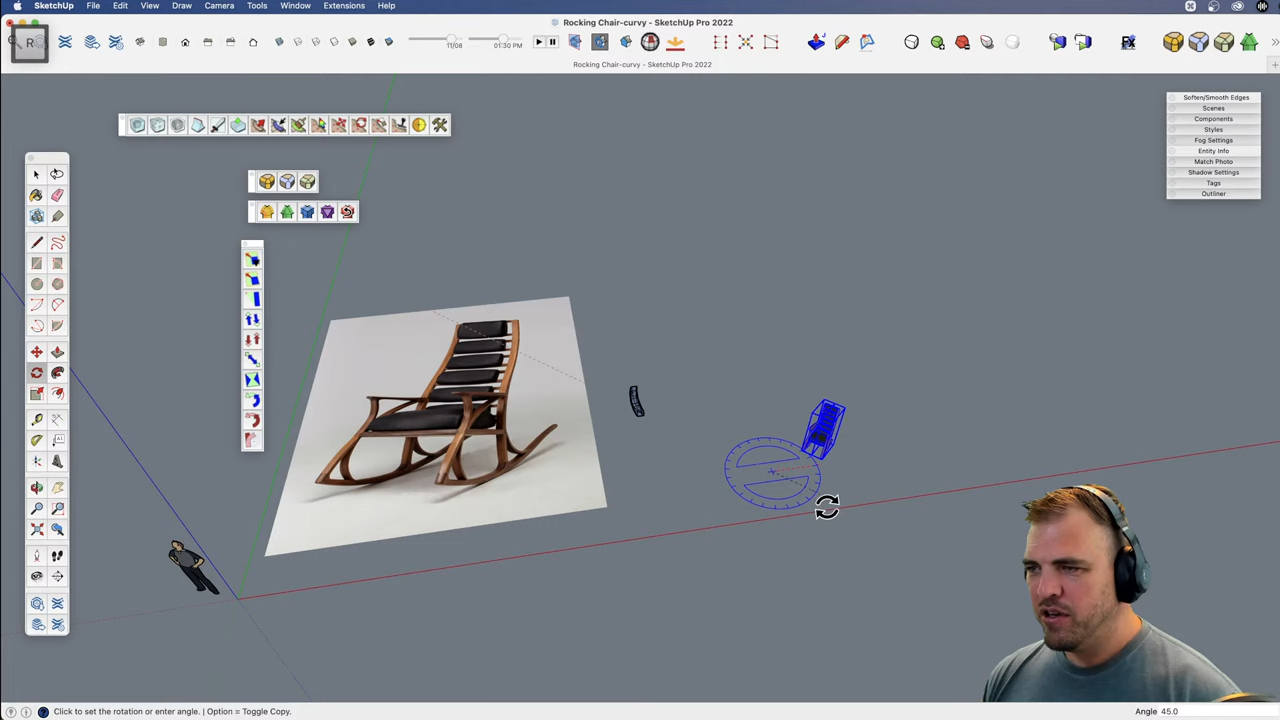 SketchUp File Edit View Draw Camera Tools Window Extensions Help
Rocking Chair-curvy - SketchUp Pro 2022
11/08 01:30 PM
Rocking Chair-curvy - SketchUp Pro 2022
Soften/Smooth Edges
Scenes
Components
Styles
Fog Settings
Entity Info
Match Photo
Shadow Settings
Tags
Outliner
Click to set the rotation or enter angle. | Option = Toggle Copy.
Angle 45.0